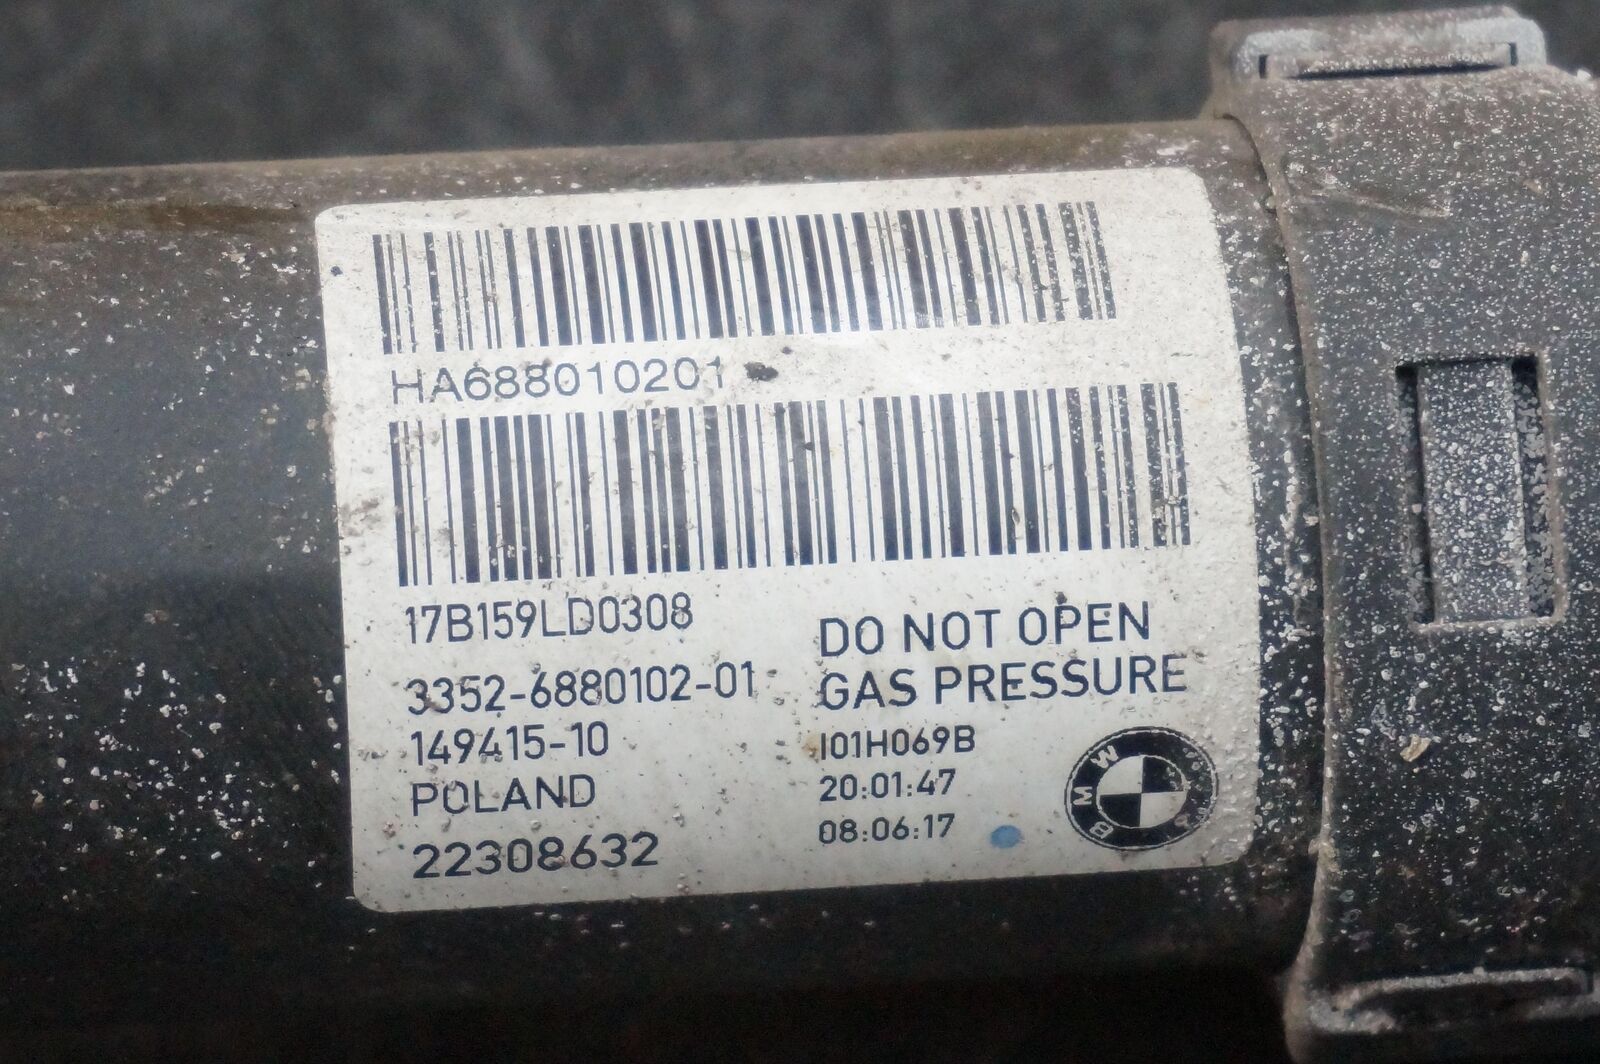 HA688010201
17B159LD0308
3352-6880102-01
149415-10
POLAND
22308632
DO NOT OPEN
GAS PRESSURE
I01H069B
20:01:47
08:06:17
BMW